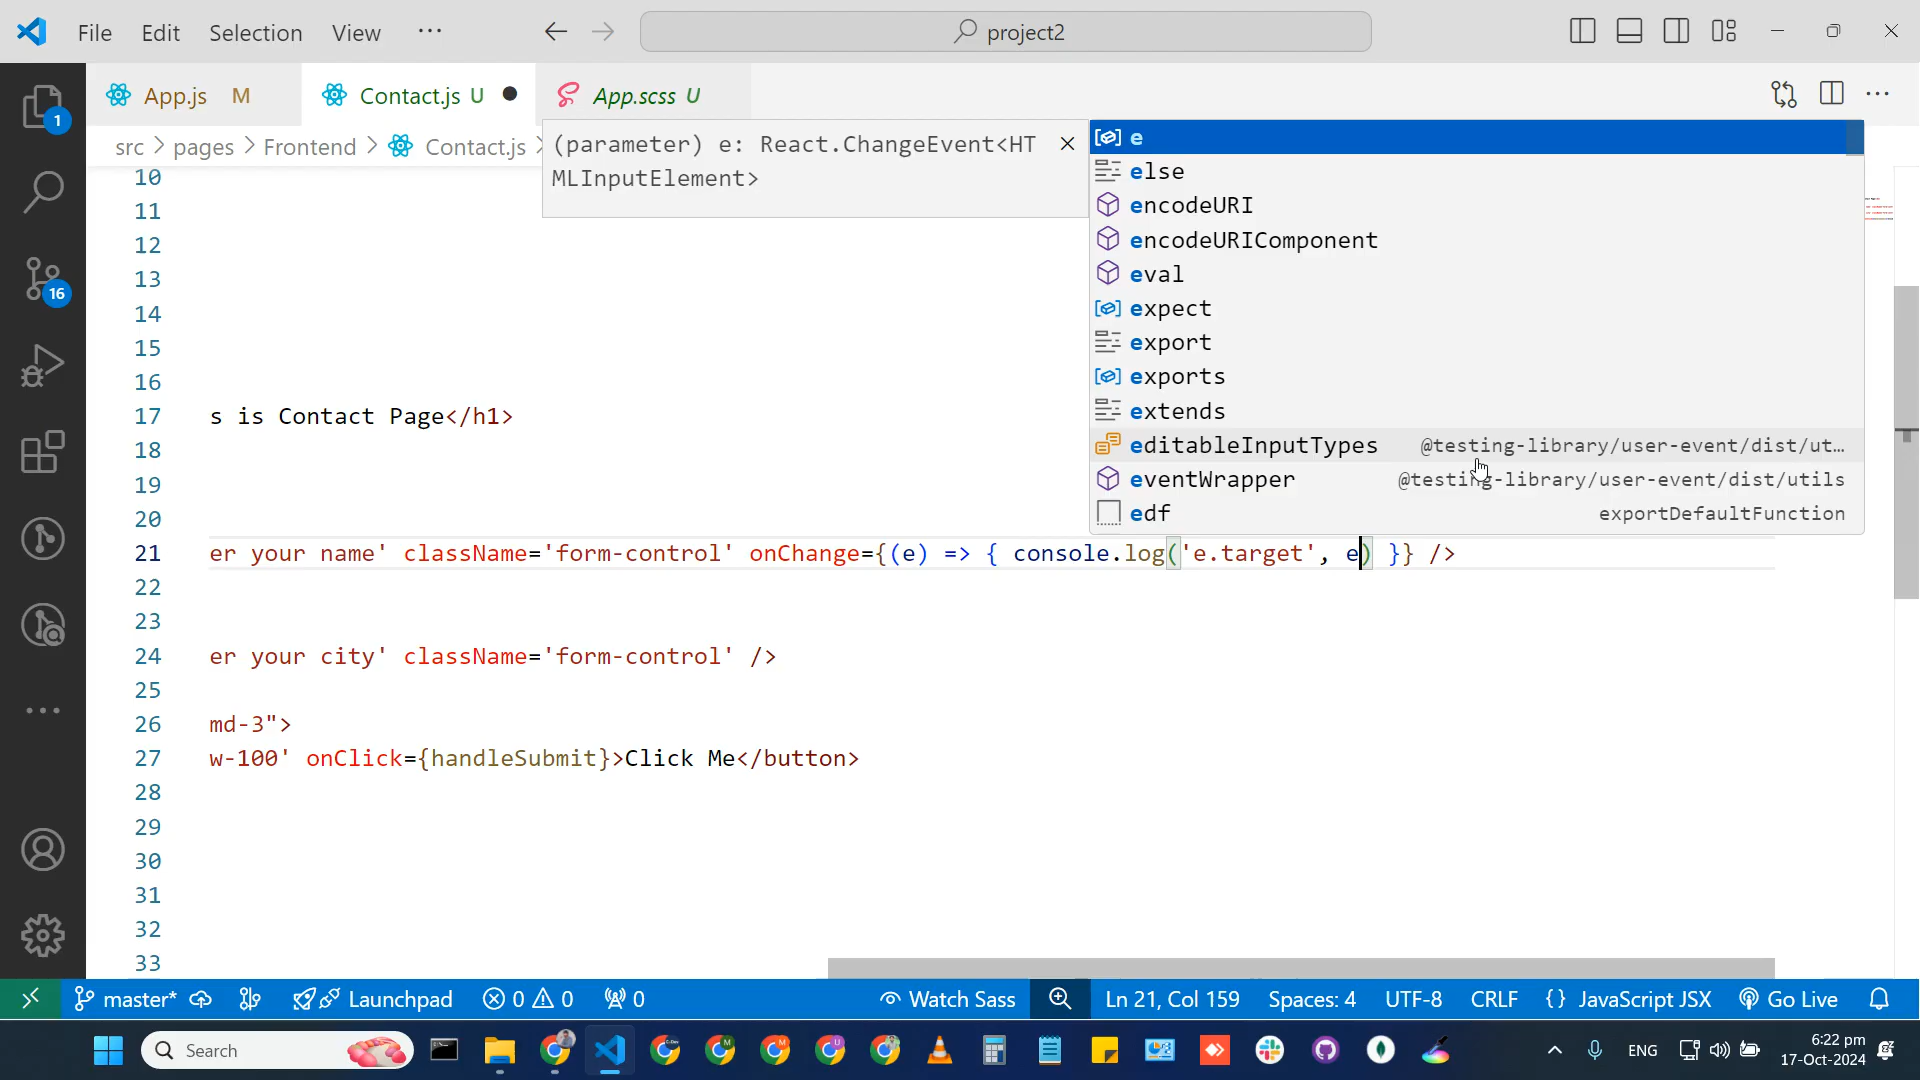 File Edit Selection View ··· project2
App.js M Contact.js U App.scss U
src > pages > Frontend > Contact.js >
(parameter) e: React.ChangeEvent<HT
MLInputElement>
e
else
encodeURI
encodeURIComponent
eval
expect
export
exports
extends
editableInputTypes @testing-library/user-event/dist/ut…
eventWrapper @testing-library/user-event/dist/utils
edf exportDefaultFunction
1
16
10
11
12
13
14
15
16
17 s is Contact Page</h1>
18
19
20
21 er your name' className='form-control' onChange={(e) => { console.log('e.target', e) }} />
22
23
24 er your city' className='form-control' />
25
26 md-3">
27 w-100' onClick={handleSubmit}>Click Me</button>
28
29
30
31
32
33
master* Launchpad 0 0 0 Watch Sass Ln 21, Col 159 Spaces: 4 UTF-8 CRLF {} JavaScript JSX Go Live
Search ENG 6:22 pm
17-Oct-2024